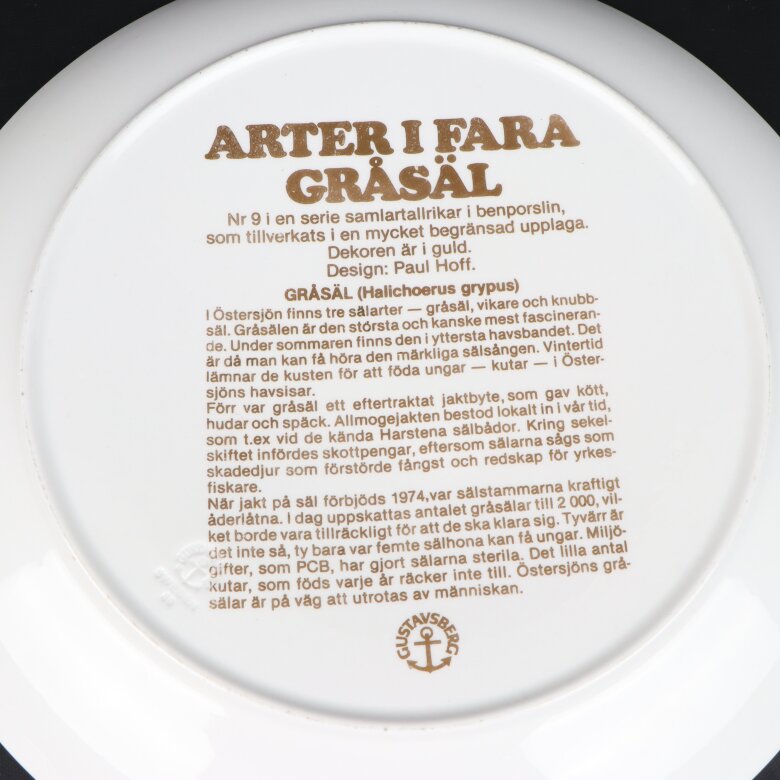 ARTER I FARA
GRÅSÄL
Nr 9 i en serie samlartallrikar i benporslin,
som tillverkats i en mycket begränsad upplaga.
Dekoren är i guld.
Design: Paul Hoff.
GRÅSÄL (Halichoerus grypus)
I Östersjön finns tre sälarter — gråsäl, vikare och knubb-
säl. Gråsälen är den största och kanske mest fascineran-
de. Under sommaren finns den i yttersta havsbandet. Det
är då man kan få höra den märkliga sälsången. Vintertid
lämnar de kusten för att föda ungar — kutar — i Öster-
sjöns havsisar.
Förr var gråsäl ett eftertraktat jaktbyte, som gav kött,
hudar och späck. Allmogejakten bestod lokalt in i vår tid,
som t.ex vid de kända Harstena sälbådor. Kring sekel-
skiftet infördes skottpengar, eftersom sälarna sågs som
skadedjur som förstörde fångst och redskap för yrkes-
fiskare.
När jakt på säl förbjöds 1974,var sälstammarna kraftigt
åderlåtna. I dag uppskattas antalet gråsälar till 2 000, vil-
ket borde vara tillräckligt för att de ska klara sig. Tyvärr är
det inte så, ty bara var femte sälhona kan få ungar. Miljö-
gifter, som PCB, har gjort sälarna sterila. Det lilla antal
kutar, som föds varje år räcker inte till. Östersjöns grå-
sälar är på väg att utrotas av människan.
GUSTAVSBERG